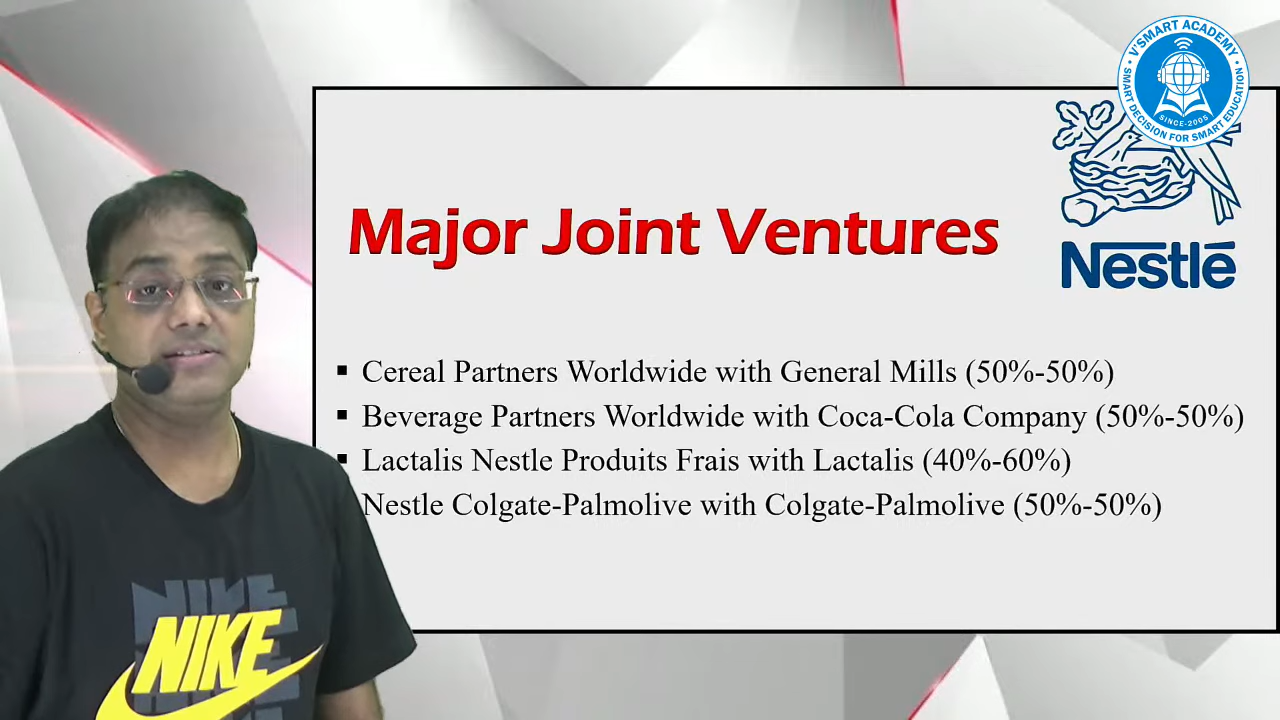 V'SMART ACADEMY
SMART DECISION FOR SMART EDUCATION
SINCE-2005
Major Joint Ventures
Nestlé
▪ Cereal Partners Worldwide with General Mills (50%-50%)
▪ Beverage Partners Worldwide with Coca-Cola Company (50%-50%)
▪ Lactalis Nestle Produits Frais with Lactalis (40%-60%)
Nestle Colgate-Palmolive with Colgate-Palmolive (50%-50%)
NIKE
NIKE